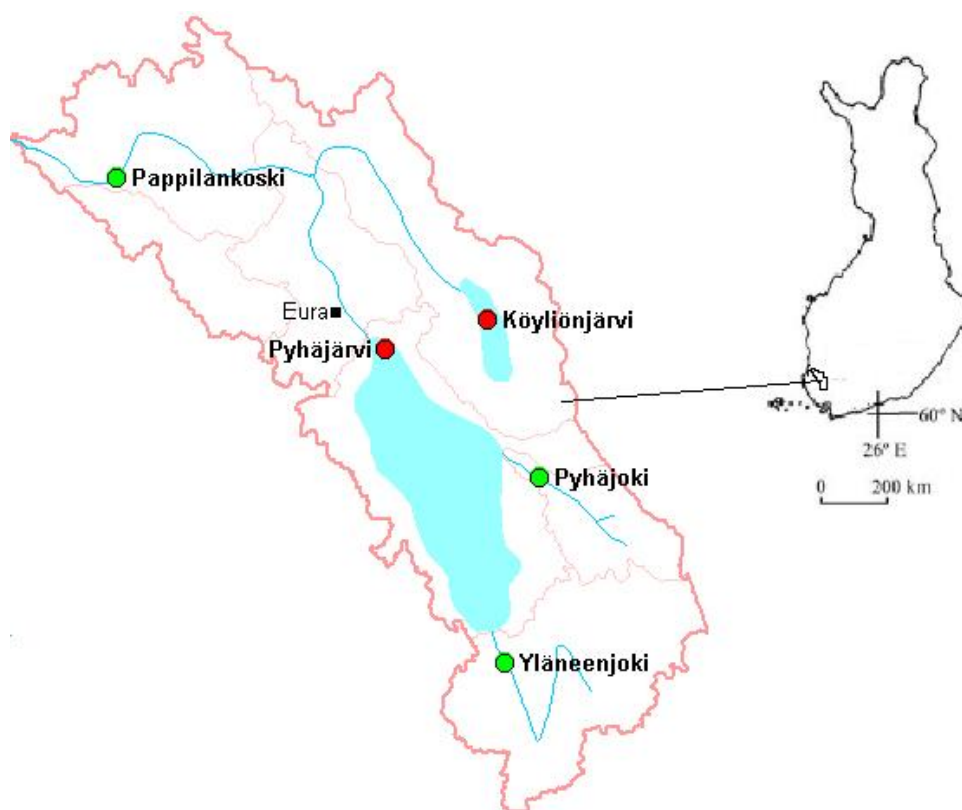 Pappilankoski
Eura
Köyliönjärvi
Pyhäjärvi
Pyhäjoki
Yläneenjoki
60° N
26° E
0 200 km